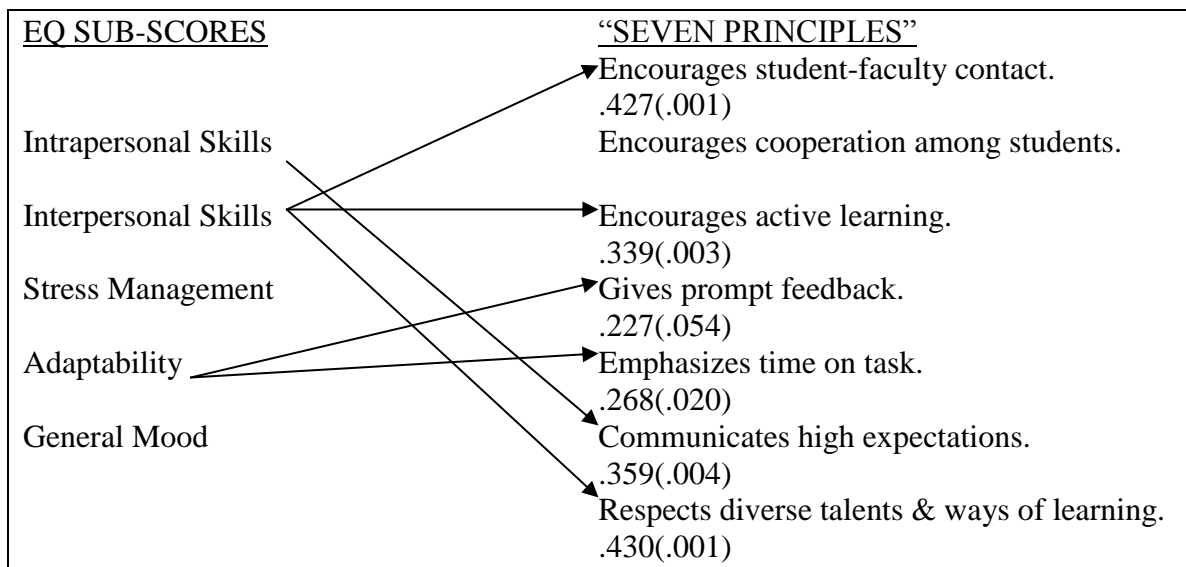 EQ SUB-SCORES
“SEVEN PRINCIPLES”
Encourages student-faculty contact.
.427(.001)
Intrapersonal Skills
Encourages cooperation among students.
Interpersonal Skills
Encourages active learning.
.339(.003)
Stress Management
Gives prompt feedback.
.227(.054)
Adaptability
Emphasizes time on task.
.268(.020)
General Mood
Communicates high expectations.
.359(.004)
Respects diverse talents & ways of learning.
.430(.001)